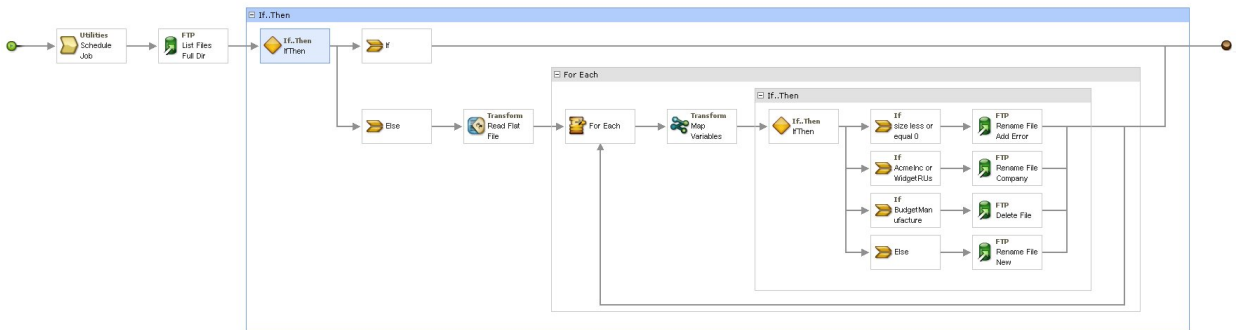 If..Then
Utilities
Schedule
Job
FTP
List Files
Full Dir
If..Then
IfThen
If
For Each
Else
Transform
Read Flat
File
For Each
Transform
Map
Variables
If..Then
If..Then
IfThen
If
size less or
equal 0
FTP
Rename File
Add Error
If
AcmeInc or
WidgetRUs
FTP
Rename File
Company
If
BudgetMan
ufacture
FTP
Delete File
Else
FTP
Rename File
New